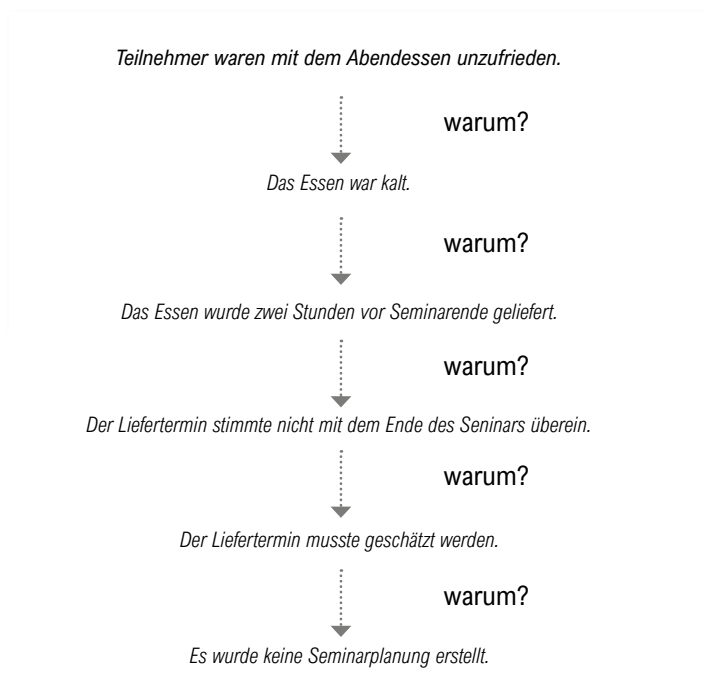 Teilnehmer waren mit dem Abendessen unzufrieden.
warum?
Das Essen war kalt.
warum?
Das Essen wurde zwei Stunden vor Seminarende geliefert.
warum?
Der Liefertermin stimmte nicht mit dem Ende des Seninars überein.
warum?
Der Liefertermin musste geschätzt werden.
warum?
Es wurde keine Seminarplanung erstellt.